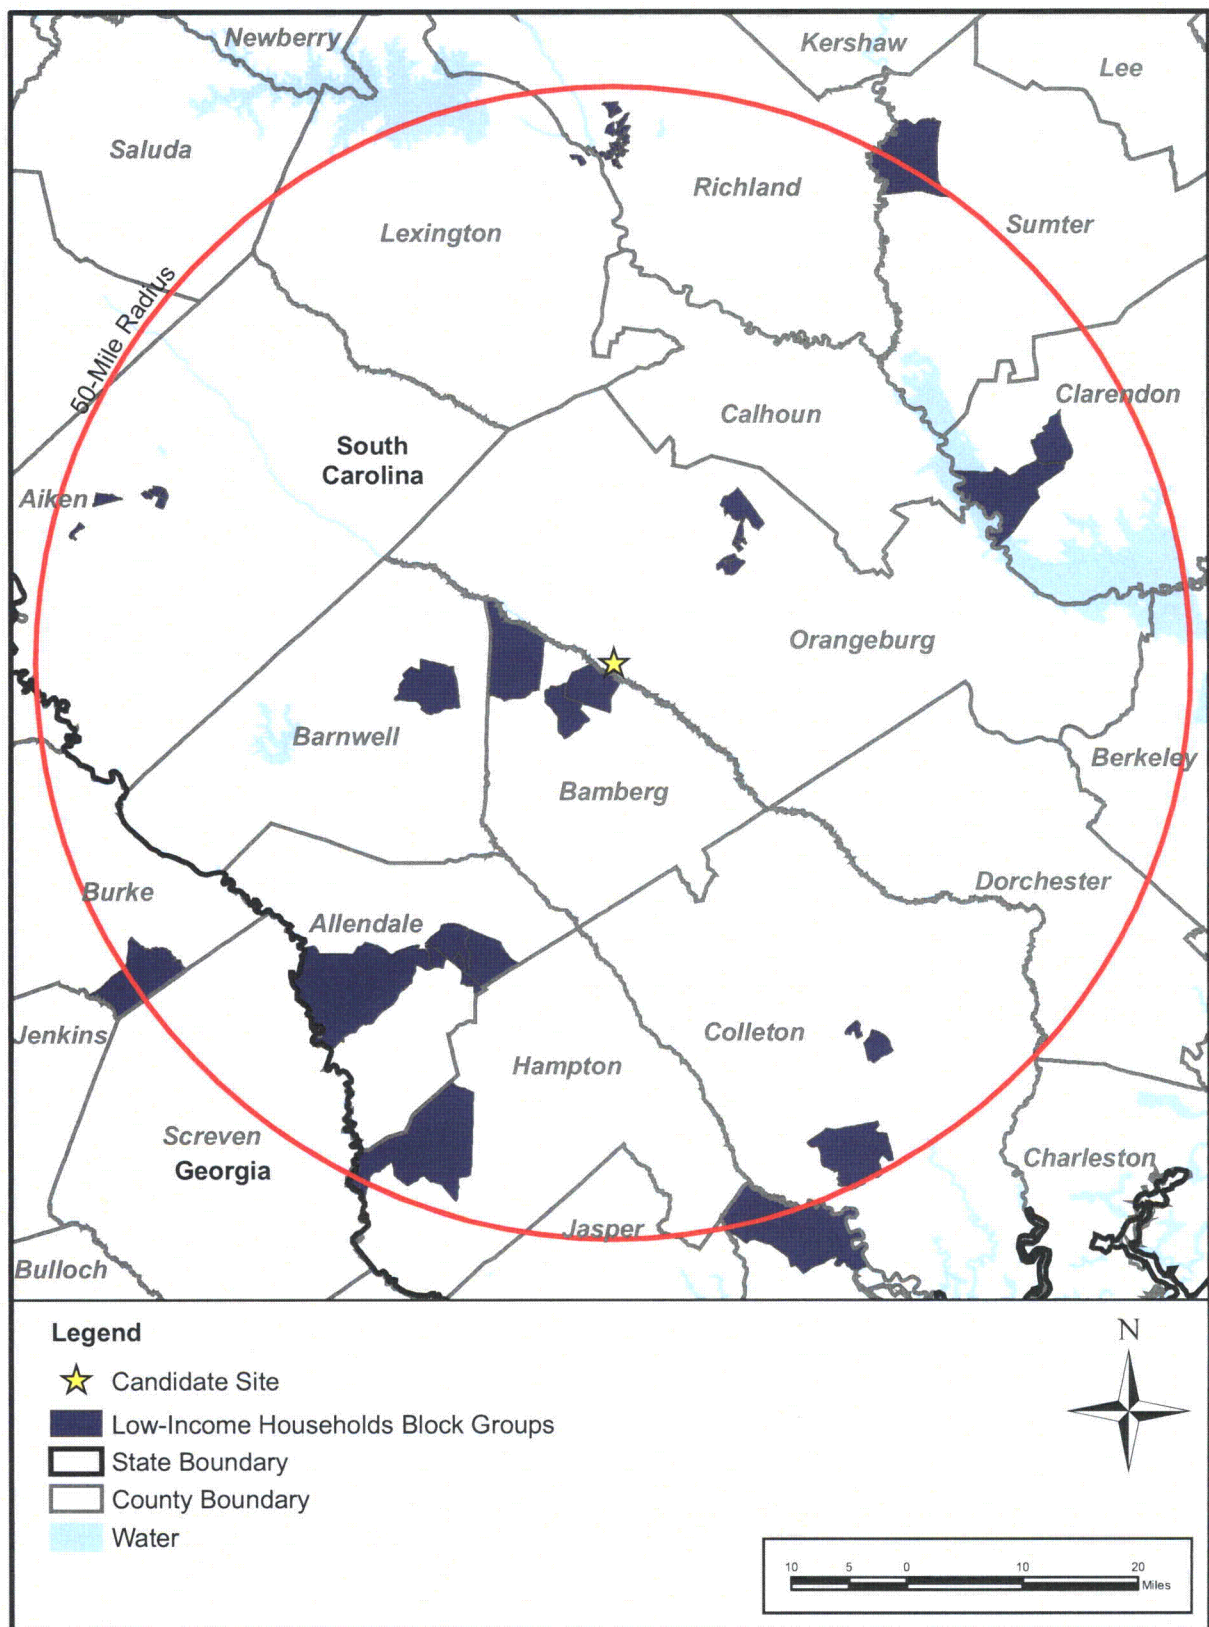 Newberry
Kershaw
Lee
Saluda
Richland
Lexington
Sumter
50-Mile Radius
Clarendon
Calhoun
South
Carolina
Aiken
Orangeburg
Barnwell
Berkeley
Bamberg
Burke
Dorchester
Allendale
Jenkins
Colleton
Hampton
Screven
Georgia
Charleston
Jasper
Bulloch
Legend
N
Candidate Site
Low-Income Households Block Groups
State Boundary
County Boundary
Water
10 5 0 10 20
Miles